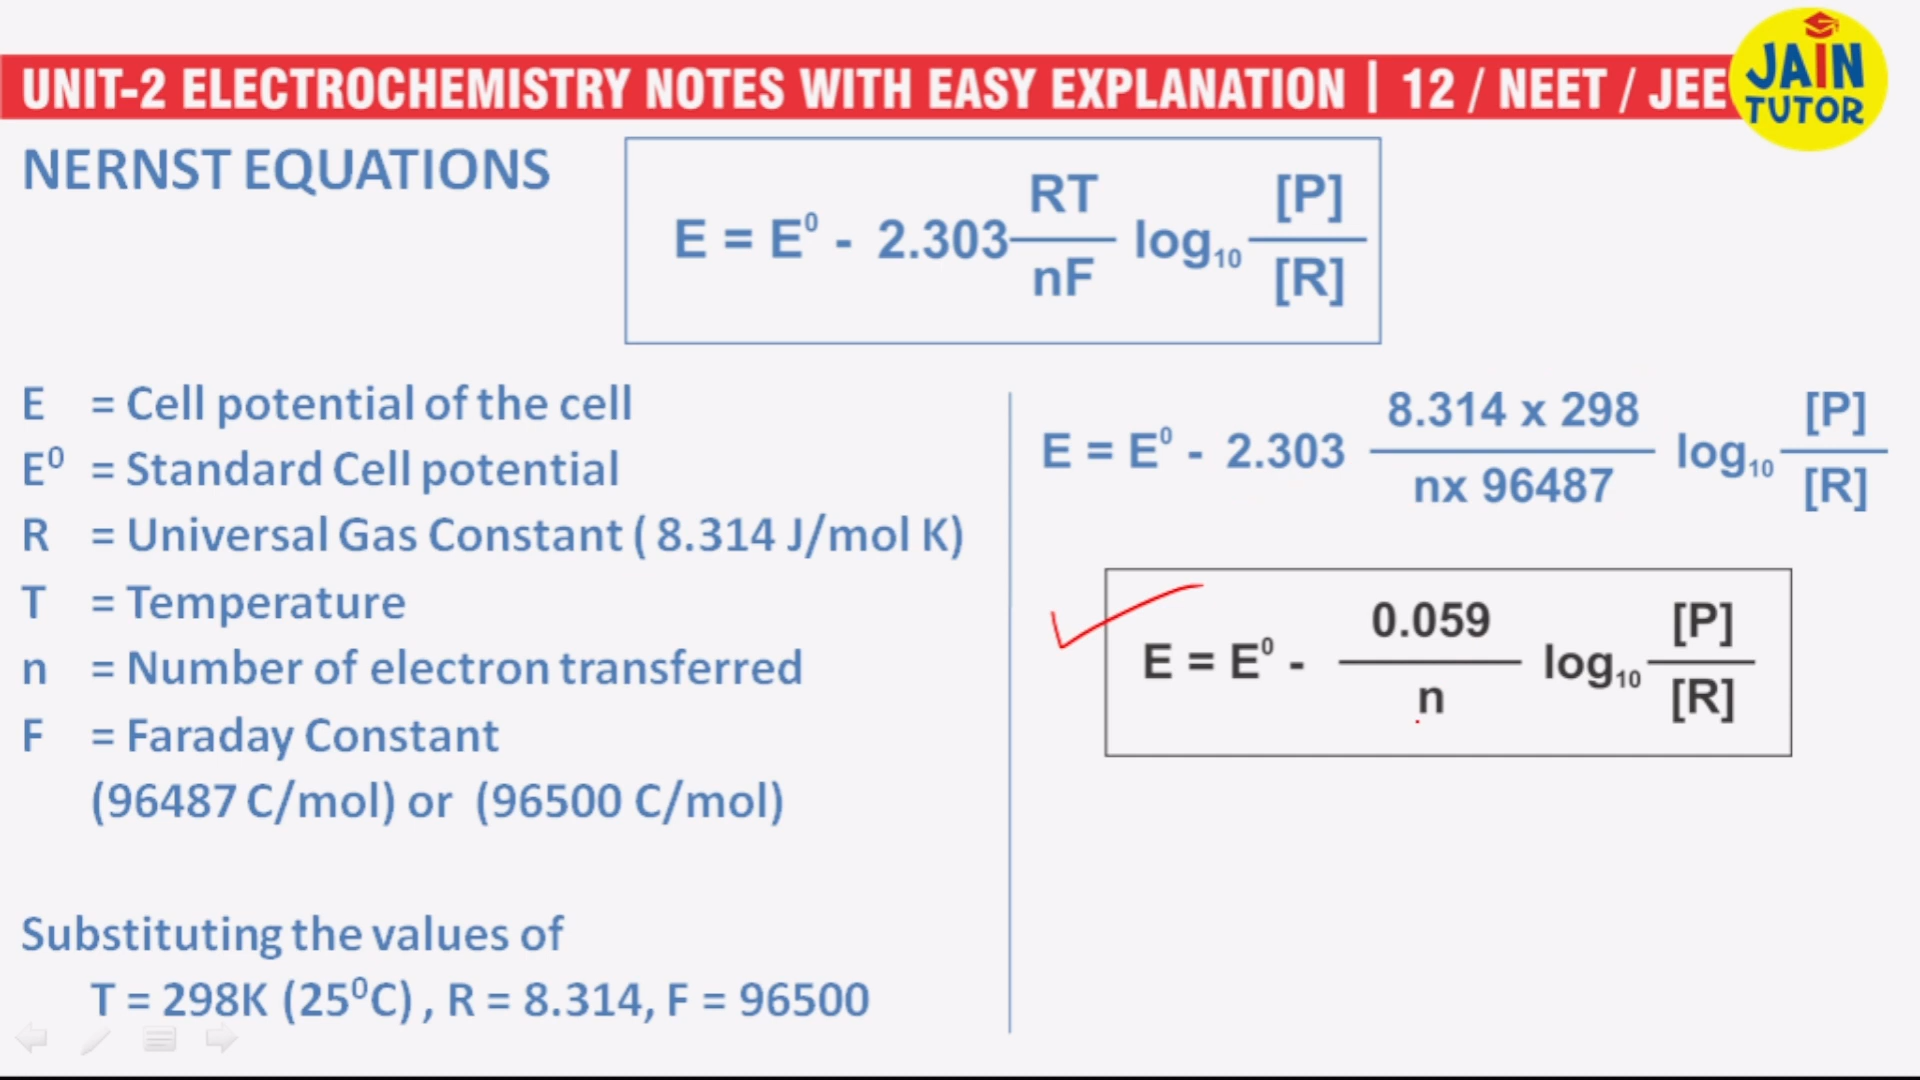 UNIT-2 ELECTROCHEMISTRY NOTES WITH EASY EXPLANATION | 12 / NEET / JEE
JAIN
TUTOR
NERNST EQUATIONS
E = E⁰ - 2.303 RT/nF log₁₀ [P]/[R]
E = Cell potential of the cell
E⁰ = Standard Cell potential
R = Universal Gas Constant ( 8.314 J/mol K)
T = Temperature
n = Number of electron transferred
F = Faraday Constant
(96487 C/mol) or (96500 C/mol)
Substituting the values of
T = 298K (25⁰C) , R = 8.314, F = 96500
E = E⁰ - 2.303 8.314 x 298/nx 96487 log₁₀ [P]/[R]
E = E⁰ - 0.059/n log₁₀ [P]/[R]